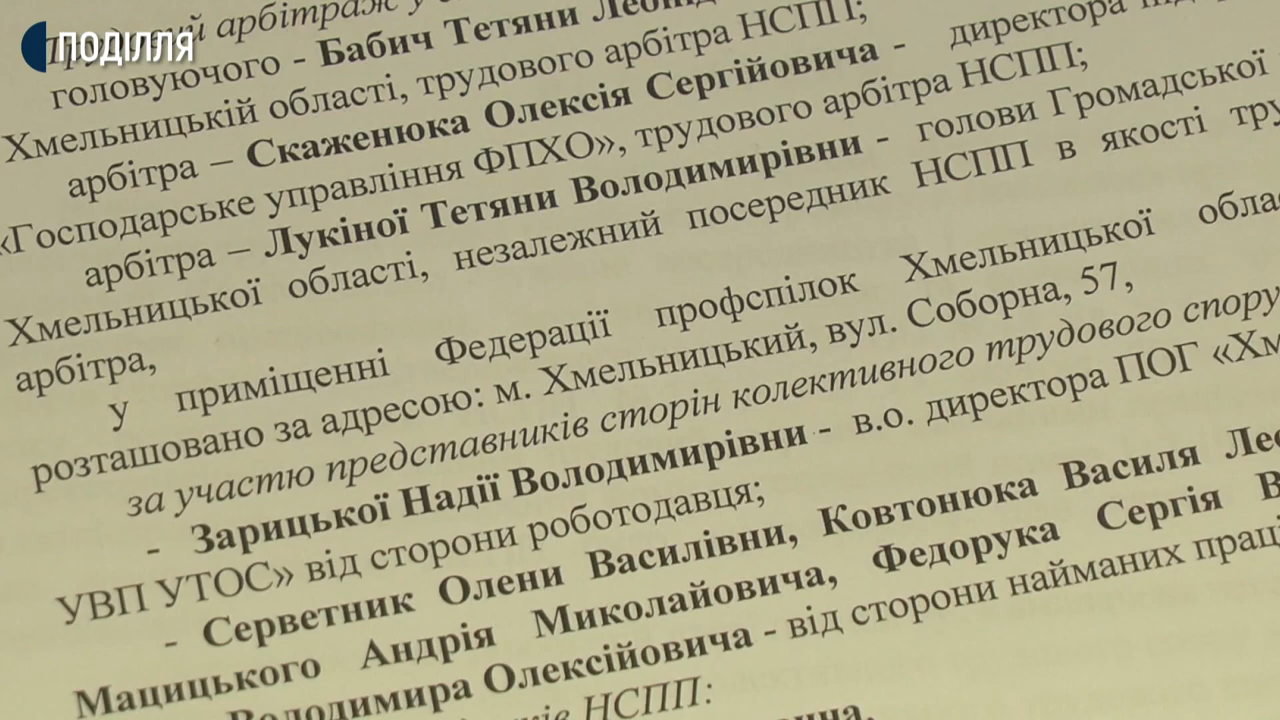 ПОДІЛЛЯ
арбітраж у
головуючого - Бабич Тетяни
Хмельницькій області, трудового арбітра НСПП;
арбітра – Скаженюка Олексія Сергійовича - директора
«Господарське управління ФПХО», трудового арбітра НСПП;
арбітра – Лукіної Тетяни Володимирівни - голови Громадської
Хмельницької області, незалежний посередник НСПП в якості
арбітра,
у приміщенні Федерації профспілок Хмельницької
розташовано за адресою: м. Хмельницький, вул. Соборна, 57,
за участю представників сторін колективного трудового спору
- Зарицької Надії Володимирівни - в.о. директора ПОГ «Хм
УВП УТОС» від сторони роботодавця;
- Серветник Олени Василівни, Ковтонюка Василя Лео
Мацицького Андрія Миколайовича, Федорука Сергія В
Володимира Олексійовича - від сторони найманих прац
НСПП: